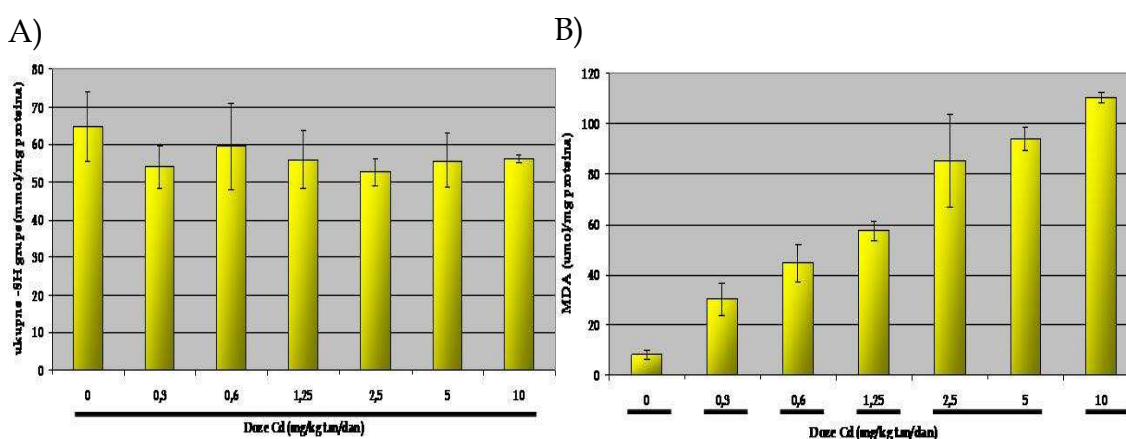 A)
ukupne -SH grupe(mmol/mg proteina)
80
70
60
50
40
30
20
10
0
0 0,3 0,6 1,25 2,5 5 10
Doze Cd (mg/kg t.m/dan)
B)
MDA (umol/mg proteina)
120
100
80
60
40
20
0
0 0,3 0,6 1,25 2,5 5 10
Doze Cd (mg/kg t.m/dan)